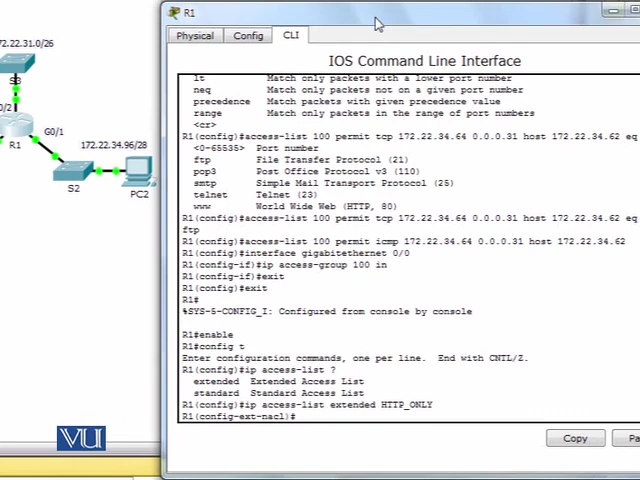 R1
Physical Config CLI
IOS Command Line Interface
lt Match only packets with a lower port number
neq Match only packets not on a given port number
precedence Match packets with given precedence value
range Match only packets in the range of port numbers
<cr>
R1(config)#access-list 100 permit tcp 172.22.34.64 0.0.0.31 host 172.22.34.62 eq ?
<0-65535> Port number
ftp File Transfer Protocol (21)
pop3 Post Office Protocol v3 (110)
smtp Simple Mail Transport Protocol (25)
telnet Telnet (23)
www World Wide Web (HTTP, 80)
R1(config)#access-list 100 permit tcp 172.22.34.64 0.0.0.31 host 172.22.34.62 eq
ftp
R1(config)#access-list 100 permit icmp 172.22.34.64 0.0.0.31 host 172.22.34.62
R1(config)#interface gigabitethernet 0/0
R1(config-if)#ip access-group 100 in
R1(config-if)#exit
R1(config)#exit
R1#
%SYS-5-CONFIG_I: Configured from console by console
R1#enable
R1#config t
Enter configuration commands, one per line. End with CNTL/Z.
R1(config)#ip access-list ?
extended Extended Access List
standard Standard Access List
R1(config)#ip access-list extended HTTP_ONLY
R1(config-ext-nacl)#
Copy
Pa
72.22.31.0/26
S3
0/2
R1
G0/1
172.22.34.96/28
S2
PC2
VU